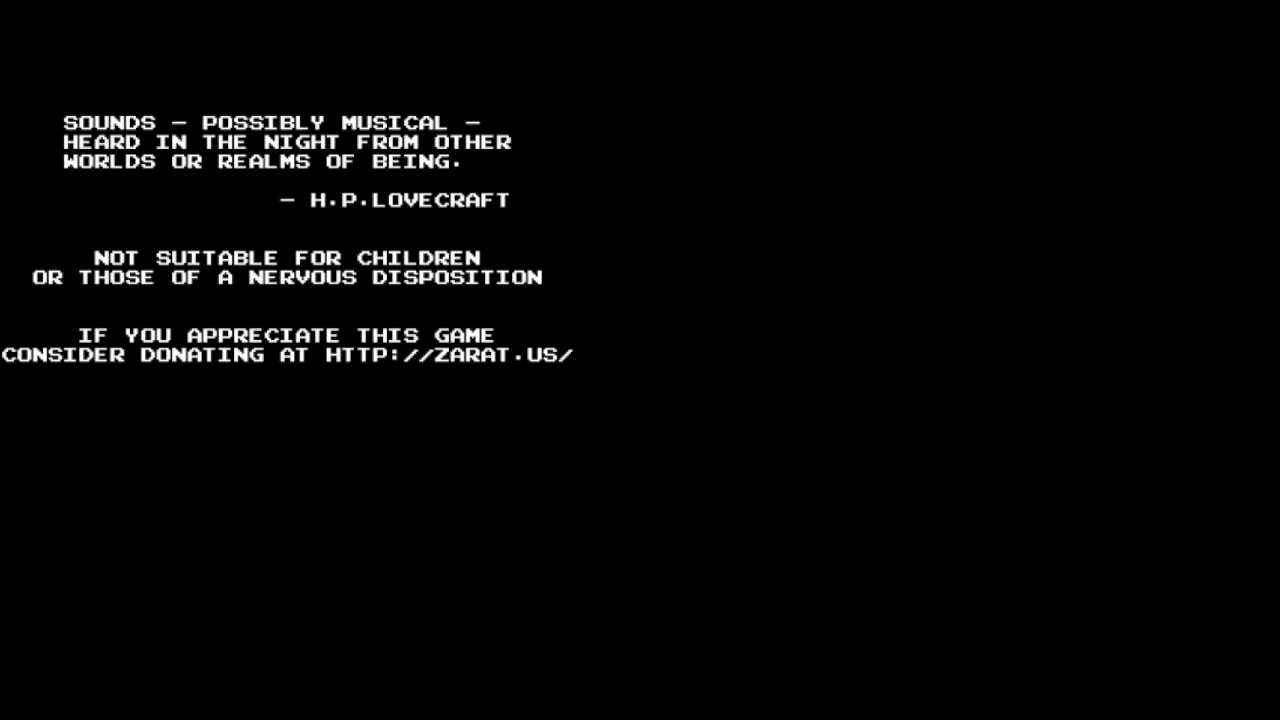 SOUNDS - POSSIBLY MUSICAL -
HEARD IN THE NIGHT FROM OTHER
WORLDS OR REALMS OF BEING.
- H.P.LOVECRAFT
NOT SUITABLE FOR CHILDREN
OR THOSE OF A NERVOUS DISPOSITION
IF YOU APPRECIATE THIS GAME
CONSIDER DONATING AT HTTP://ZARAT.US/